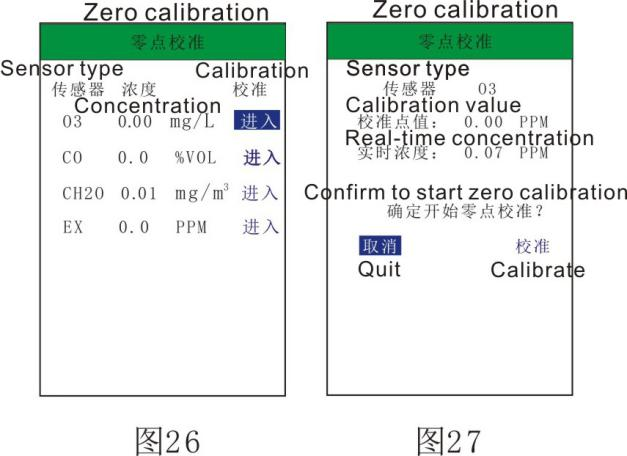 Zero calibration
零点校准
Sensor type
Calibration
传感器 浓度 校准
Concentration
O3 0.00 mg/L 进入
CO 0.0 %VOL 进入
CH2O 0.01 mg/m³ 进入
EX 0.0 PPM 进入
图26
Zero calibration
零点校准
Sensor type
传感器 O3
Calibration value
校准点值: 0.00 PPM
Real-time concentration
实时浓度: 0.07 PPM
Confirm to start zero calibration
确定开始零点校准?
取消 校准
Quit Calibrate
图27